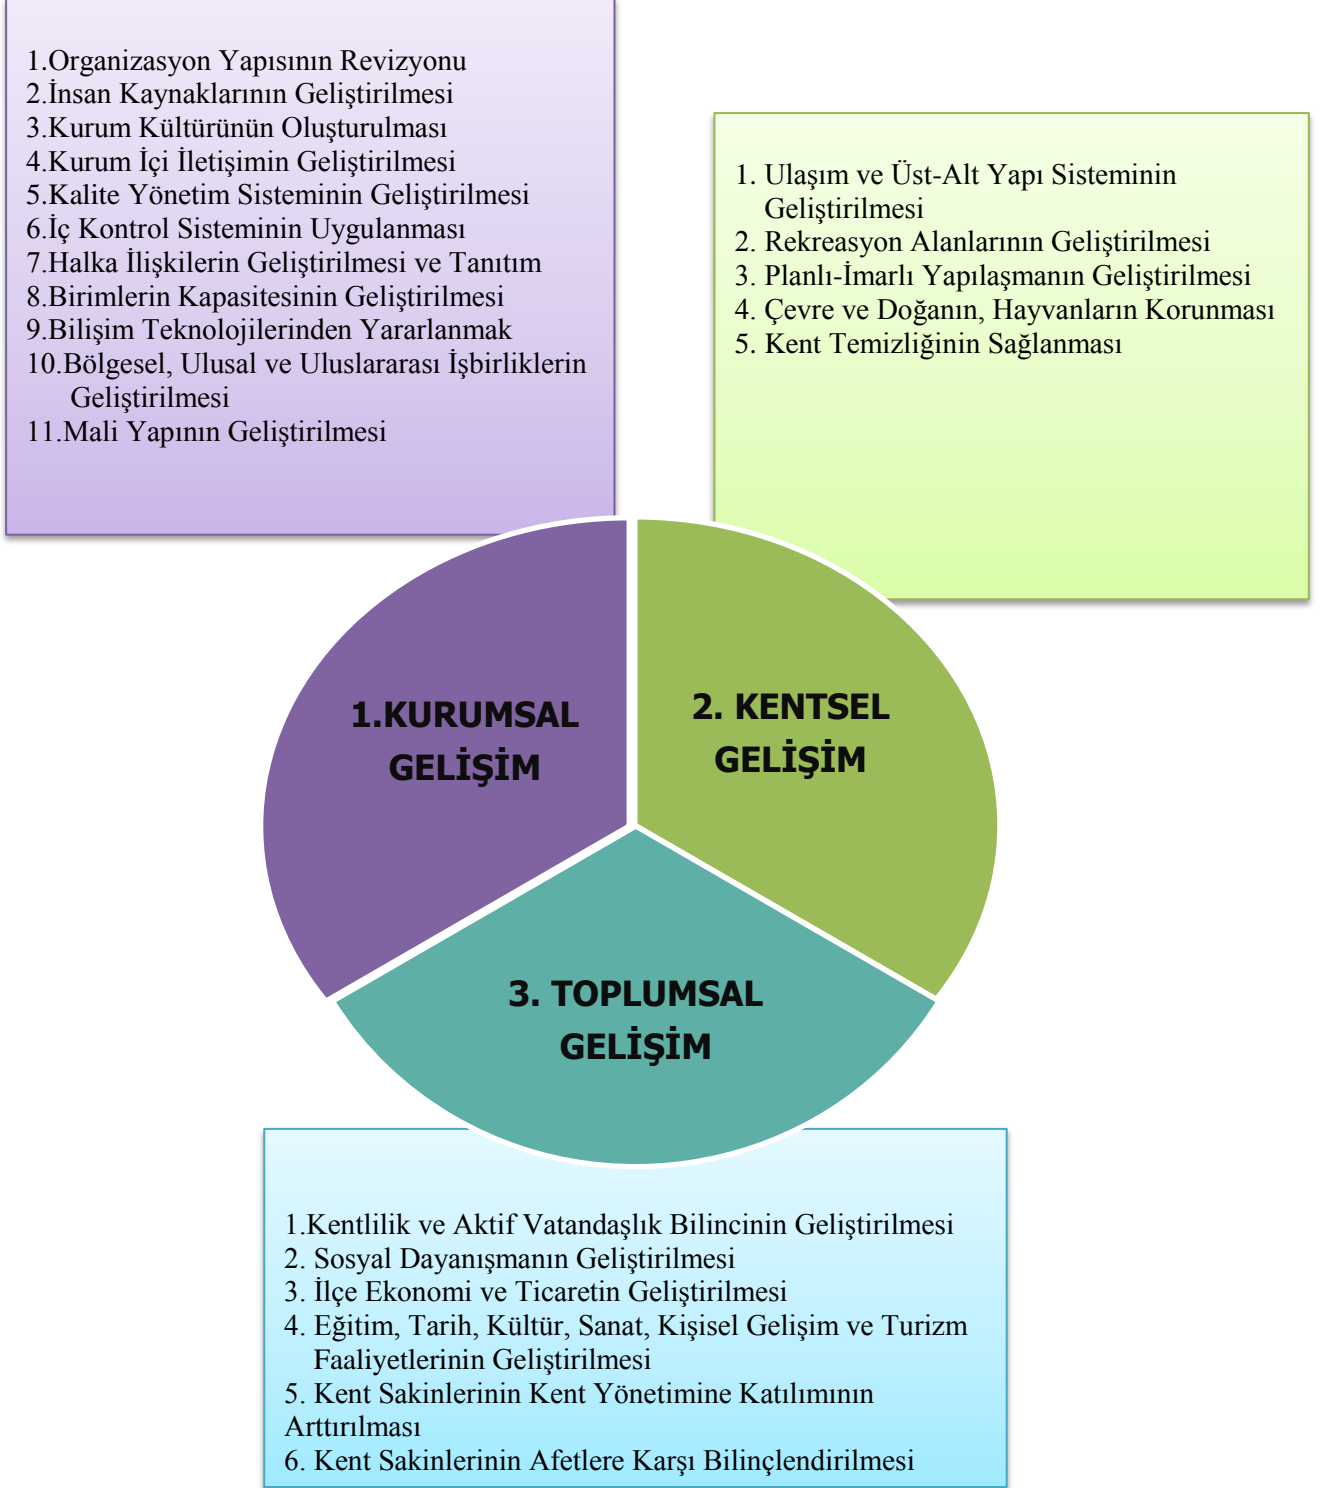 1.Organizasyon Yapısının Revizyonu
2.İnsan Kaynaklarının Geliştirilmesi
3.Kurum Kültürünün Oluşturulması
4.Kurum İçi İletişimin Geliştirilmesi
5.Kalite Yönetim Sisteminin Geliştirilmesi
6.İç Kontrol Sisteminin Uygulanması
7.Halka İlişkilerin Geliştirilmesi ve Tanıtım
8.Birimlerin Kapasitesinin Geliştirilmesi
9.Bilişim Teknolojilerinden Yararlanmak
10.Bölgesel, Ulusal ve Uluslararası İşbirliklerin
Geliştirilmesi
11.Mali Yapının Geliştirilmesi
1. Ulaşım ve Üst-Alt Yapı Sisteminin
Geliştirilmesi
2. Rekreasyon Alanlarının Geliştirilmesi
3. Planlı-İmarlı Yapılaşmanın Geliştirilmesi
4. Çevre ve Doğanın, Hayvanların Korunması
5. Kent Temizliğinin Sağlanması
1.KURUMSAL
GELİŞİM
2. KENTSEL
GELİŞİM
3. TOPLUMSAL
GELİŞİM
1.Kentlilik ve Aktif Vatandaşlık Bilincinin Geliştirilmesi
2. Sosyal Dayanışmanın Geliştirilmesi
3. İlçe Ekonomi ve Ticaretin Geliştirilmesi
4. Eğitim, Tarih, Kültür, Sanat, Kişisel Gelişim ve Turizm
Faaliyetlerinin Geliştirilmesi
5. Kent Sakinlerinin Kent Yönetimine Katılımının
Arttırılması
6. Kent Sakinlerinin Afetlere Karşı Bilinçlendirilmesi